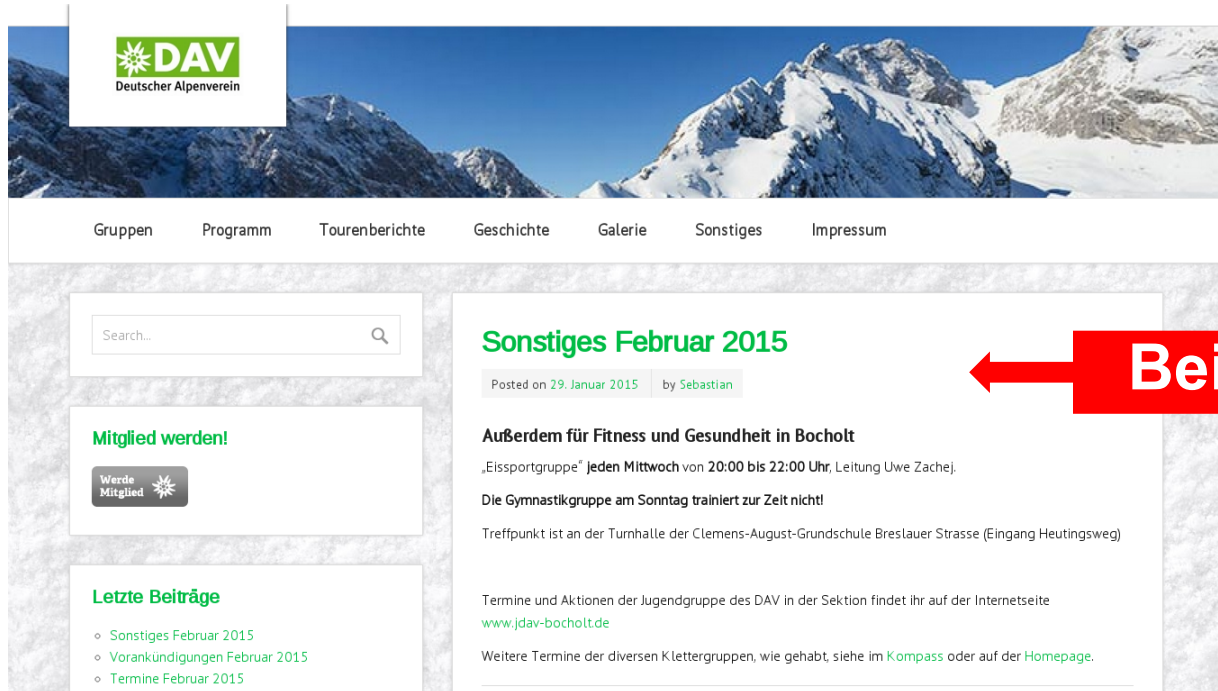 DAV
Deutscher Alpenverein
Gruppen Programm Tourenberichte Geschichte Galerie Sonstiges Impressum
Search...
Mitglied werden!
Werde
Mitglied
Letzte Beiträge
Sonstiges Februar 2015
Vorankündigungen Februar 2015
Termine Februar 2015
Sonstiges Februar 2015
Posted on 29. Januar 2015 by Sebastian
Außerdem für Fitness und Gesundheit in Bocholt
„Eissportgruppe“ jeden Mittwoch von 20:00 bis 22:00 Uhr, Leitung Uwe Zachej.
Die Gymnastikgruppe am Sonntag trainiert zur Zeit nicht!
Treffpunkt ist an der Turnhalle der Clemens-August-Grundschule Breslauer Strasse (Eingang Heutingsweg)
Termine und Aktionen der Jugendgruppe des DAV in der Sektion findet ihr auf der Internetseite
www.jdav-bocholt.de
Weitere Termine der diversen Klettergruppen, wie gehabt, siehe im Kompass oder auf der Homepage.